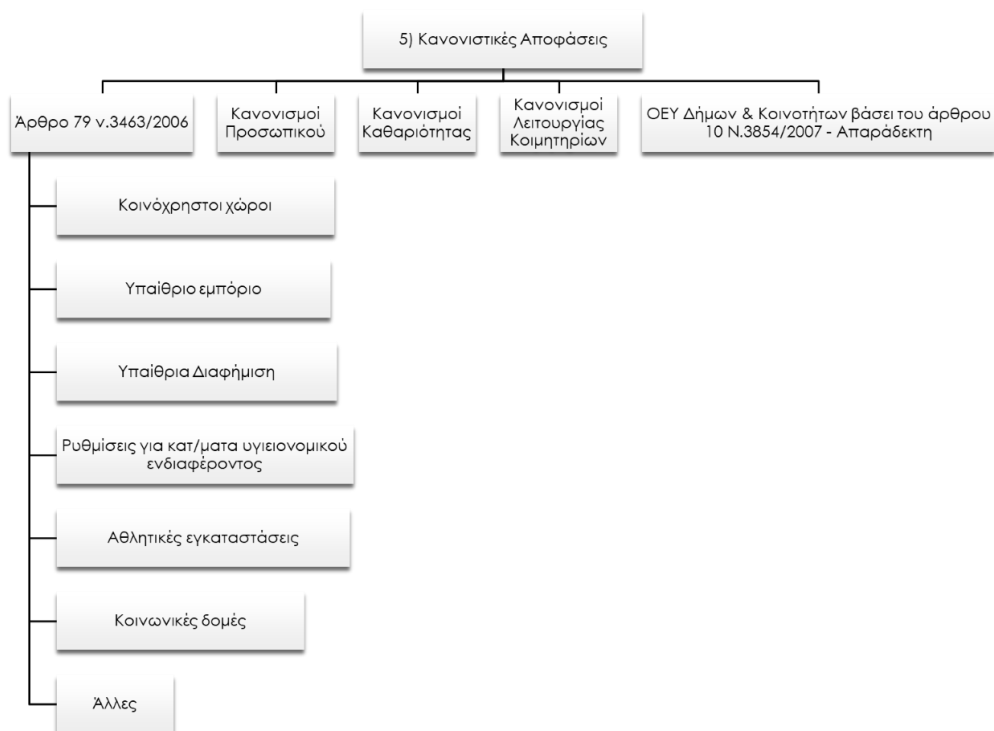 5) Κανονιστικές Αποφάσεις
Άρθρο 79 ν.3463/2006
Κανονισμοί
Προσωπικού
Κανονισμοί
Καθαριότητας
Κανονισμοί
Λειτουργίας
Κοιμητηρίων
ΟΕΥ Δήμων & Κοινοτήτων βάσει του άρθρου
10 Ν.3854/2007 - Απαράδεκτη
Κοινόχρηστοι χώροι
Υπαίθριο εμπόριο
Υπαίθρια Διαφήμιση
Ρυθμίσεις για κατ/ματα υγιειονομικού
ενδιαφέροντος
Αθλητικές εγκαταστάσεις
Κοινωνικές δομές
Άλλες